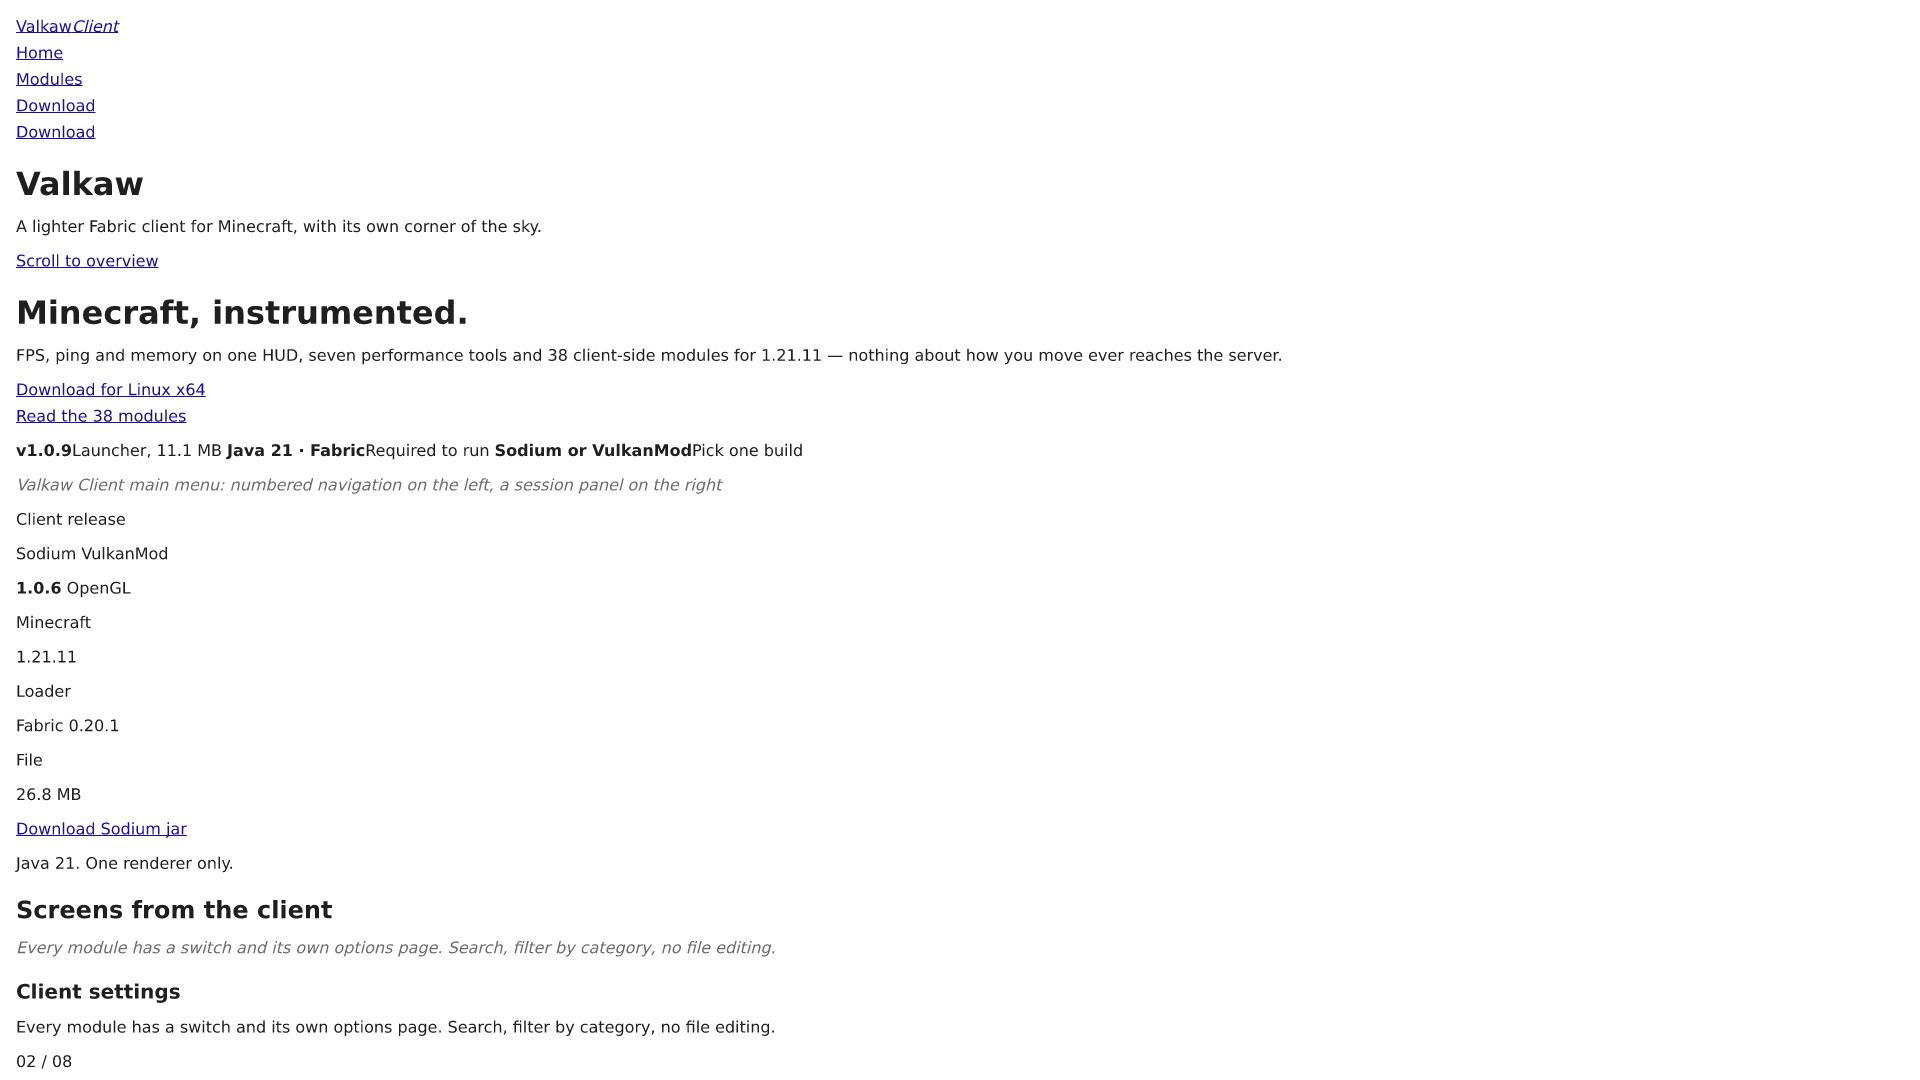 ValkawClient
Home
Modules
Download
Download
Valkaw
A lighter Fabric client for Minecraft, with its own corner of the sky.
Scroll to overview
Minecraft, instrumented.
FPS, ping and memory on one HUD, seven performance tools and 38 client-side modules for 1.21.11 — nothing about how you move ever reaches the server.
Download for Linux x64
Read the 38 modules
v1.0.9Launcher, 11.1 MB Java 21 · FabricRequired to run Sodium or VulkanModPick one build
Valkaw Client main menu: numbered navigation on the left, a session panel on the right
Client release
Sodium VulkanMod
1.0.6 OpenGL
Minecraft
1.21.11
Loader
Fabric 0.20.1
File
26.8 MB
Download Sodium jar
Java 21. One renderer only.
Screens from the client
Every module has a switch and its own options page. Search, filter by category, no file editing.
Client settings
Every module has a switch and its own options page. Search, filter by category, no file editing.
02 / 08